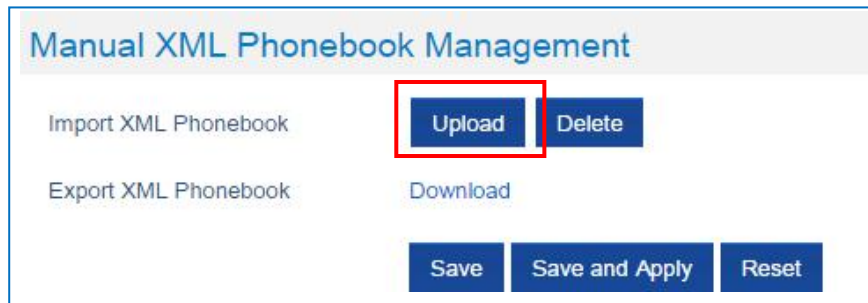 Manual XML Phonebook Management
Import XML Phonebook Upload Delete
Export XML Phonebook Download
Save Save and Apply Reset